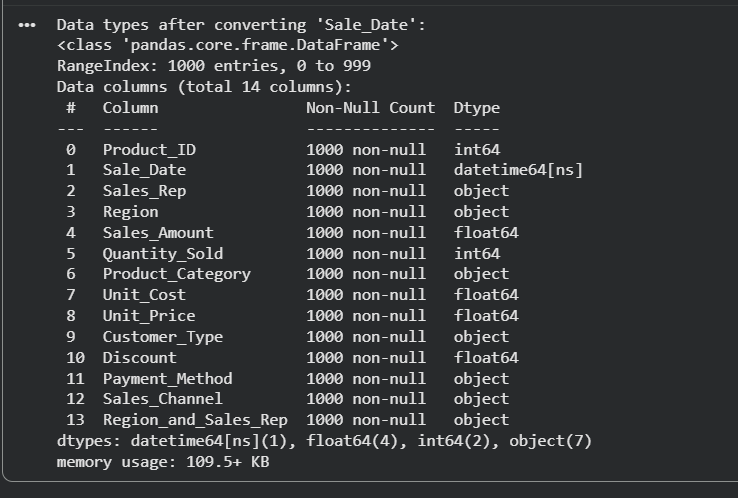 ••• Data types after converting 'Sale_Date':
<class 'pandas.core.frame.DataFrame'>
RangeIndex: 1000 entries, 0 to 999
Data columns (total 14 columns):
 #   Column                Non-Null Count  Dtype
---  ------                --------------  -----
 0   Product_ID            1000 non-null   int64
 1   Sale_Date             1000 non-null   datetime64[ns]
 2   Sales_Rep             1000 non-null   object
 3   Region                1000 non-null   object
 4   Sales_Amount          1000 non-null   float64
 5   Quantity_Sold         1000 non-null   int64
 6   Product_Category      1000 non-null   object
 7   Unit_Cost             1000 non-null   float64
 8   Unit_Price            1000 non-null   float64
 9   Customer_Type         1000 non-null   object
 10  Discount              1000 non-null   float64
 11  Payment_Method        1000 non-null   object
 12  Sales_Channel         1000 non-null   object
 13  Region_and_Sales_Rep  1000 non-null   object
dtypes: datetime64[ns](1), float64(4), int64(2), object(7)
memory usage: 109.5+ KB